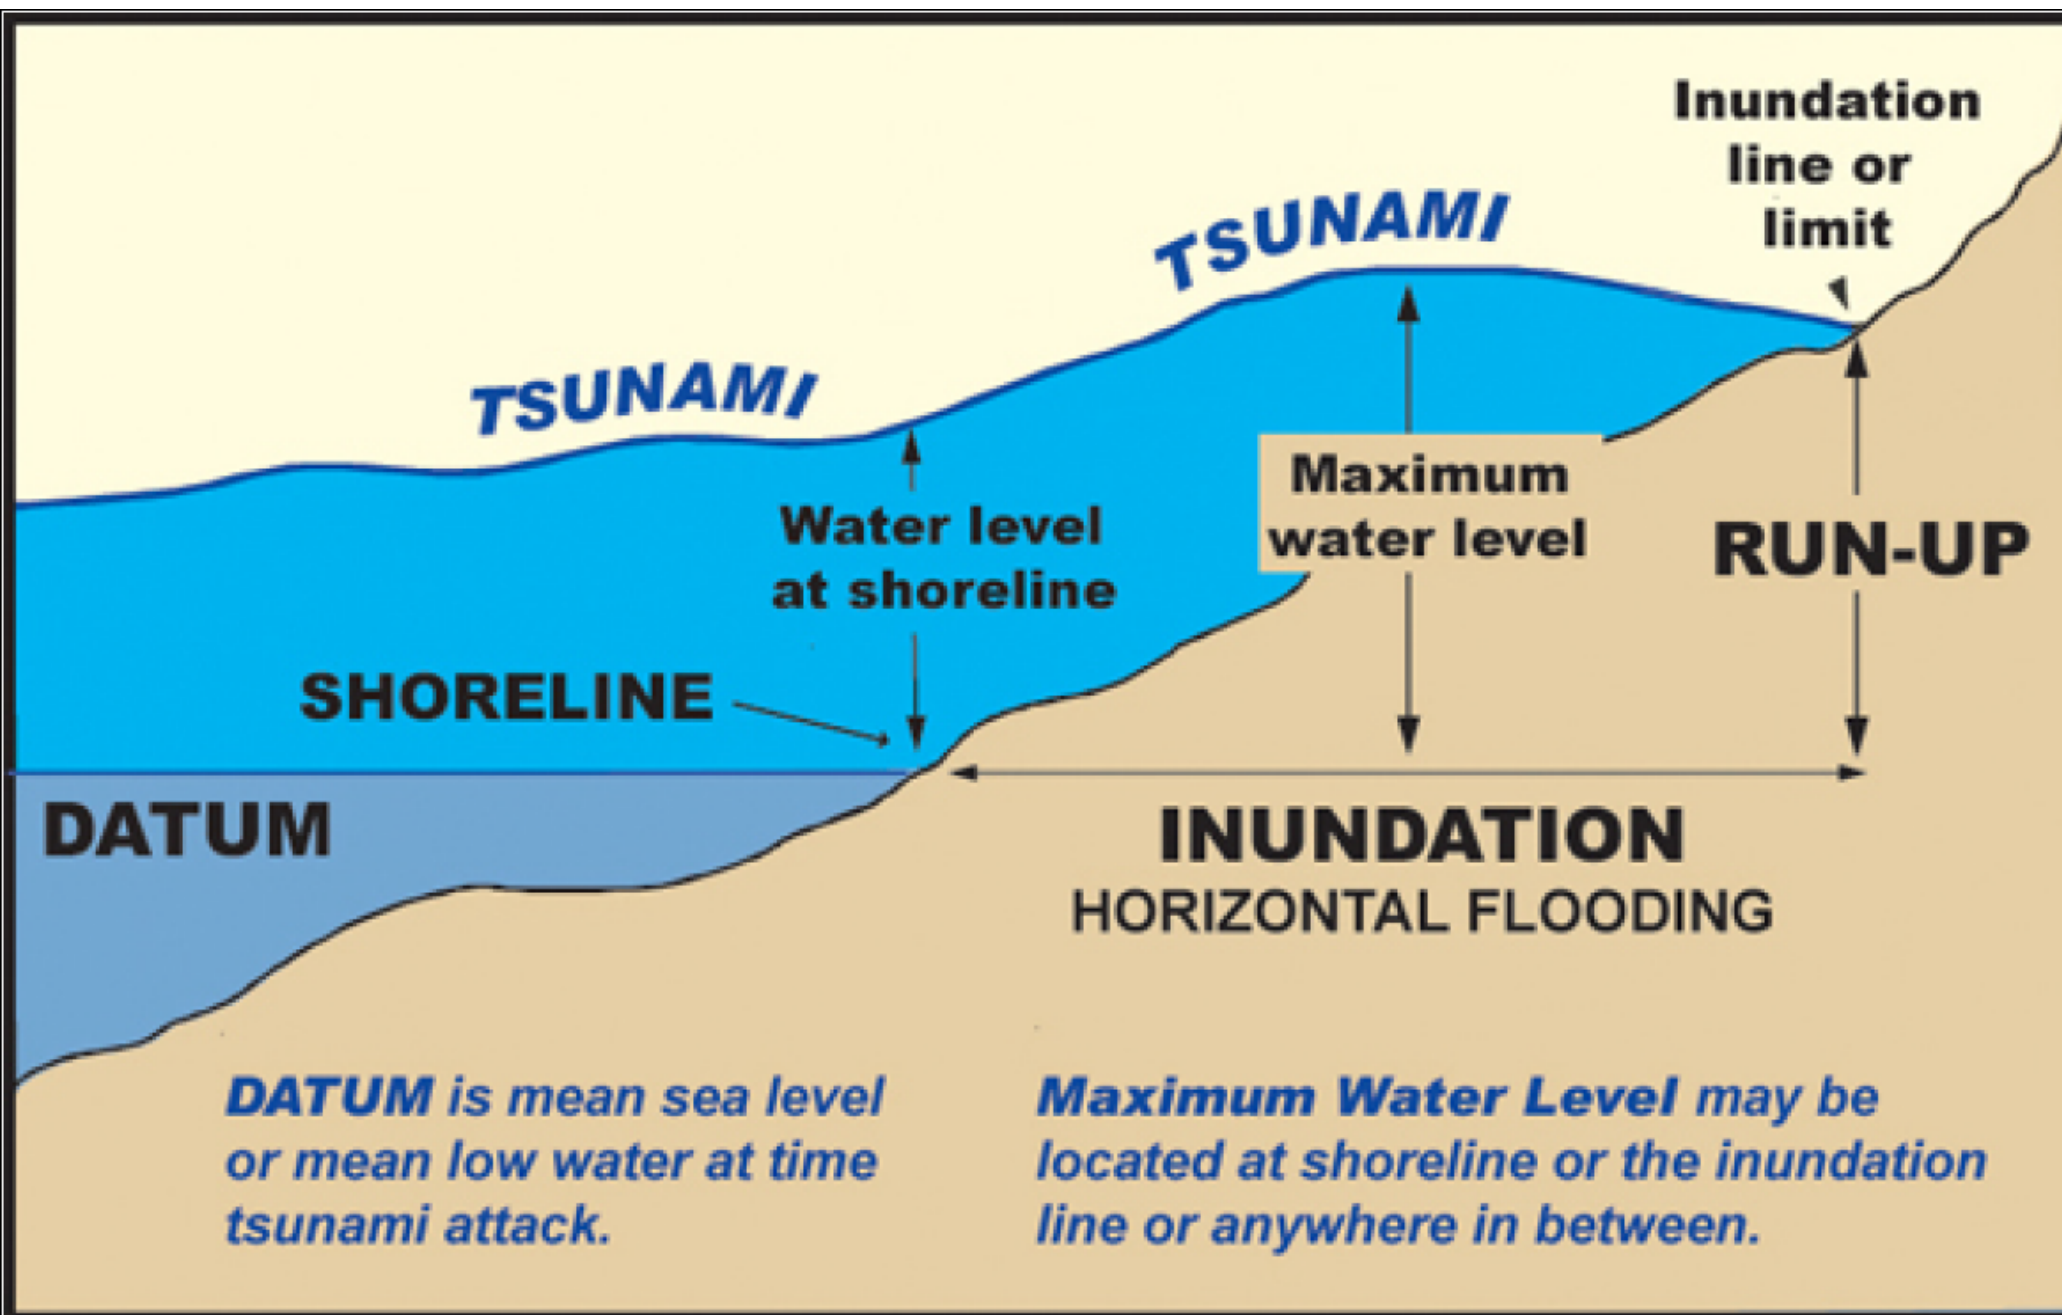 Inundation
line or
limit
TSUNAMI
TSUNAMI
Maximum
water level
Water level
at shoreline
RUN-UP
SHORELINE
DATUM
INUNDATION
HORIZONTAL FLOODING
DATUM is mean sea level
or mean low water at time
tsunami attack.
Maximum Water Level may be
located at shoreline or the inundation
line or anywhere in between.